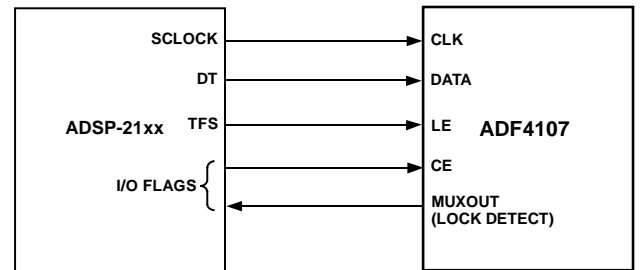 SCLOCK
CLK
DT
DATA
ADSP-21xx
TFS
LE
ADF4107
I/O FLAGS
CE
MUXOUT
(LOCK DETECT)